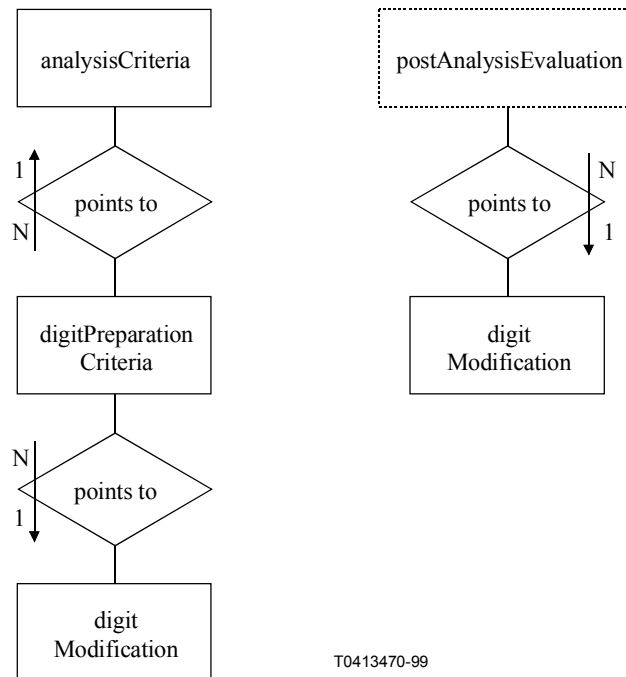 analysisCriteria
1
points to
N
digitPreparation
Criteria
N
points to
1
digit
Modification
postAnalysisEvaluation
N
points to
1
digit
Modification
T0413470-99